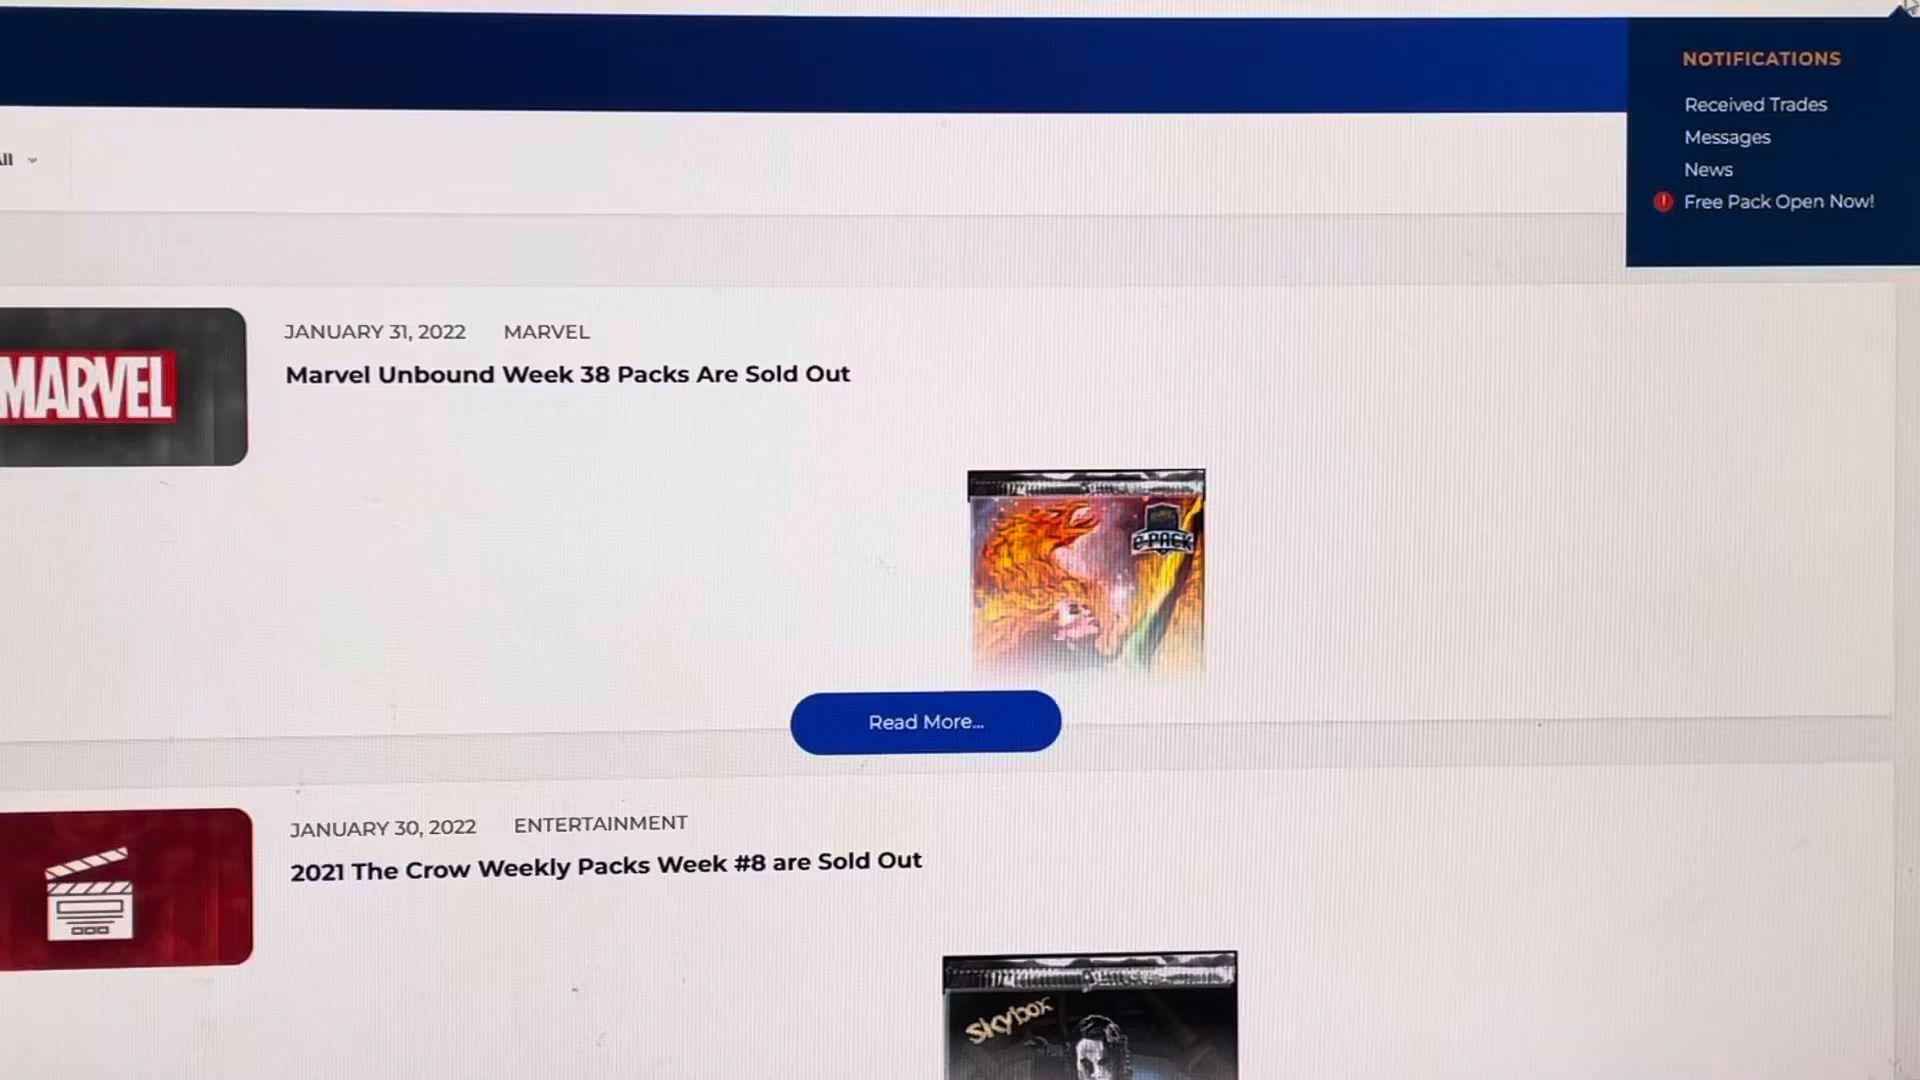 NOTIFICATIONS
Received Trades
Messages
News
Free Pack Open Now!
JANUARY 31, 2022 MARVEL
Marvel Unbound Week 38 Packs Are Sold Out
MARVEL
e-PACK
Read More...
JANUARY 30, 2022 ENTERTAINMENT
2021 The Crow Weekly Packs Week #8 are Sold Out
skybox